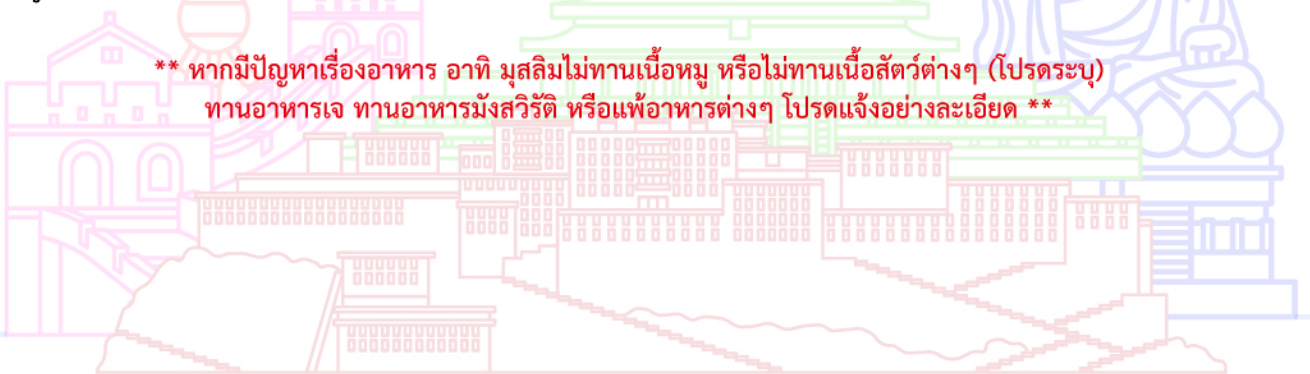 ** หากมีปัญหาเรื่องอาหาร อาทิ มุสลิมไม่ทานเนื้อหมู หรือไม่ทานเนื้อสัตว์ต่างๆ (โปรดระบุ)
ทานอาหารเจ ทานอาหารมังสวิรัติ หรือแพ้อาหารต่างๆ โปรดแจ้งอย่างละเอียด **